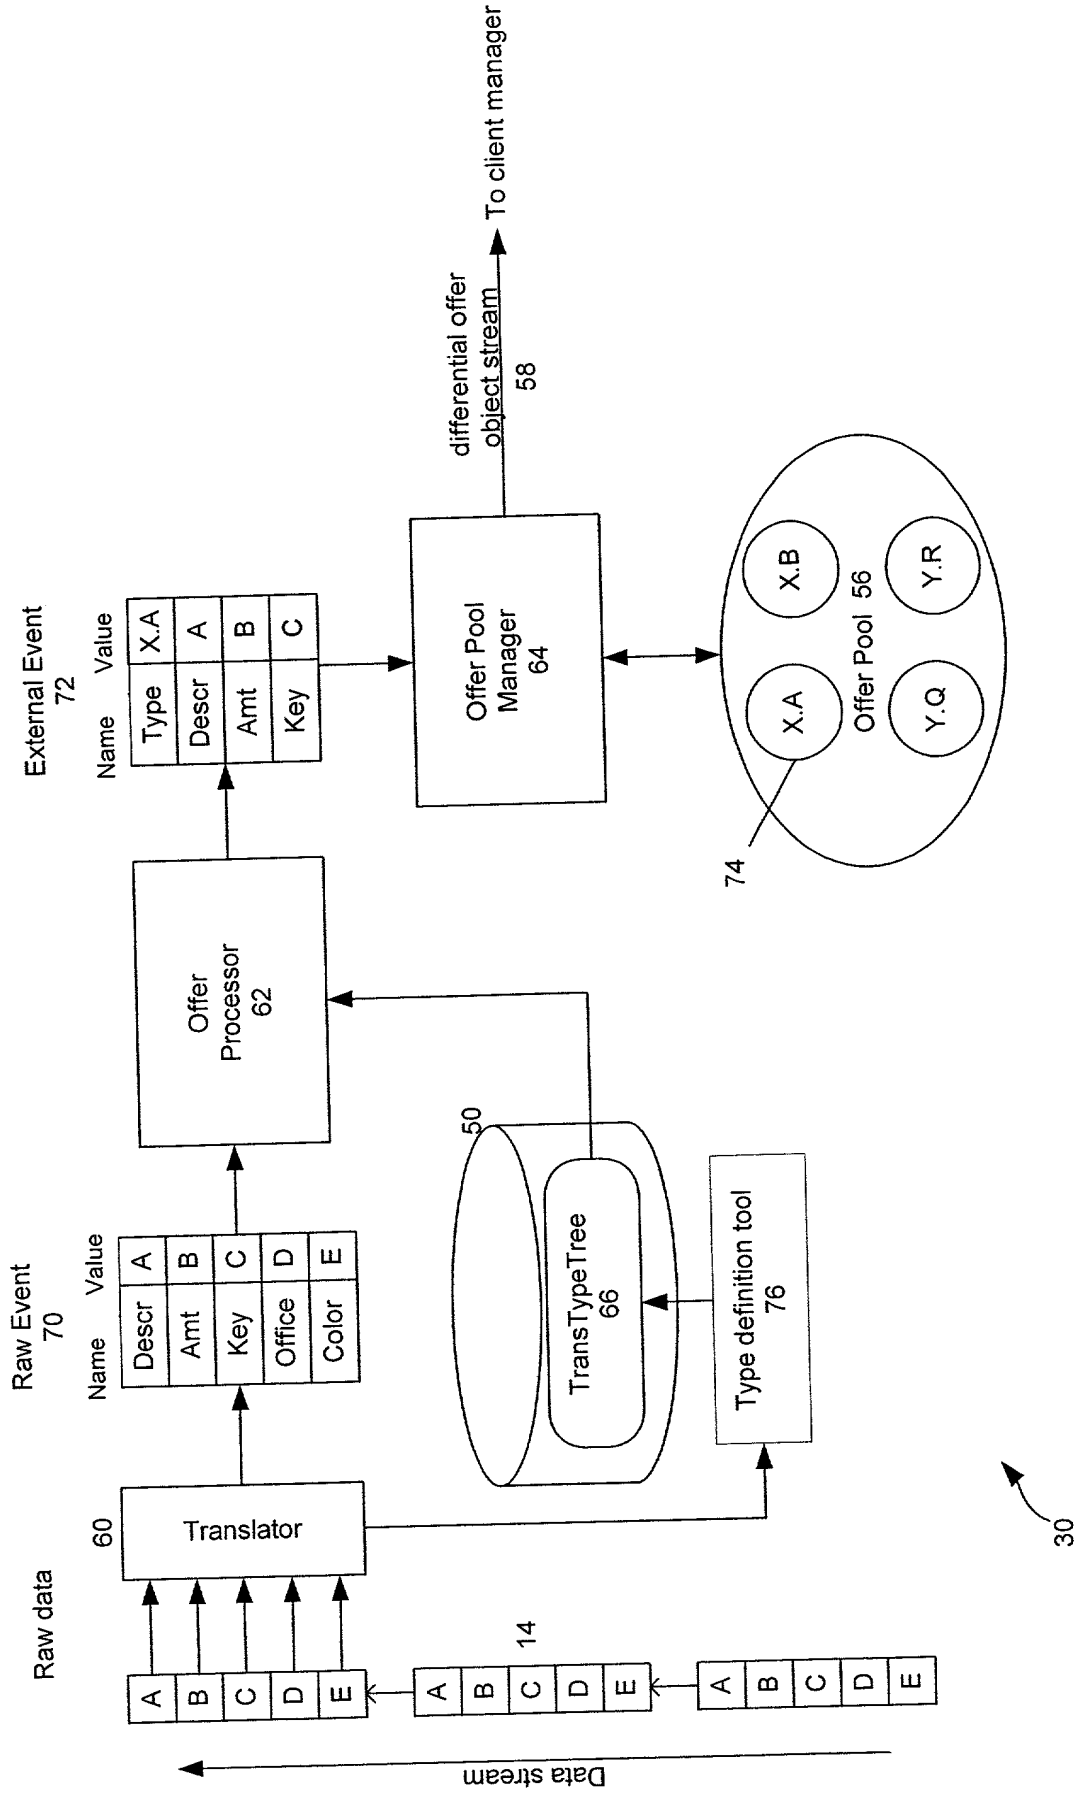 Raw data
Data stream
A
B
C
D
E
A
B
C
D
E
14
A
B
C
D
E
60
Translator
Raw Event
70
Name Value
Descr A
Amt B
Key C
Office D
Color E
50
TransTypeTree
66
Type definition tool
76
Offer
Processor
62
External Event
72
Name Value
Type X.A
Descr A
Amt B
Key C
Offer Pool
Manager
64
differential offer
object stream
58
To client manager
74
X.A
X.B
Offer Pool 56
Y.Q
Y.R
30